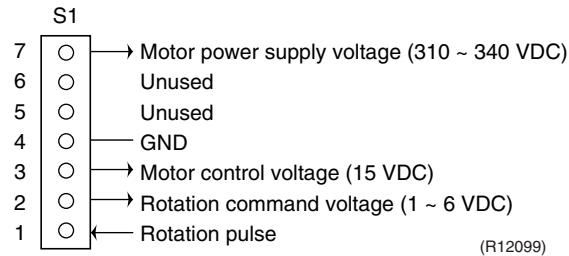 S1
7 Motor power supply voltage (310 ~ 340 VDC)
6 Unused
5 Unused
4 GND
3 Motor control voltage (15 VDC)
2 Rotation command voltage (1 ~ 6 VDC)
1 Rotation pulse
(R12099)